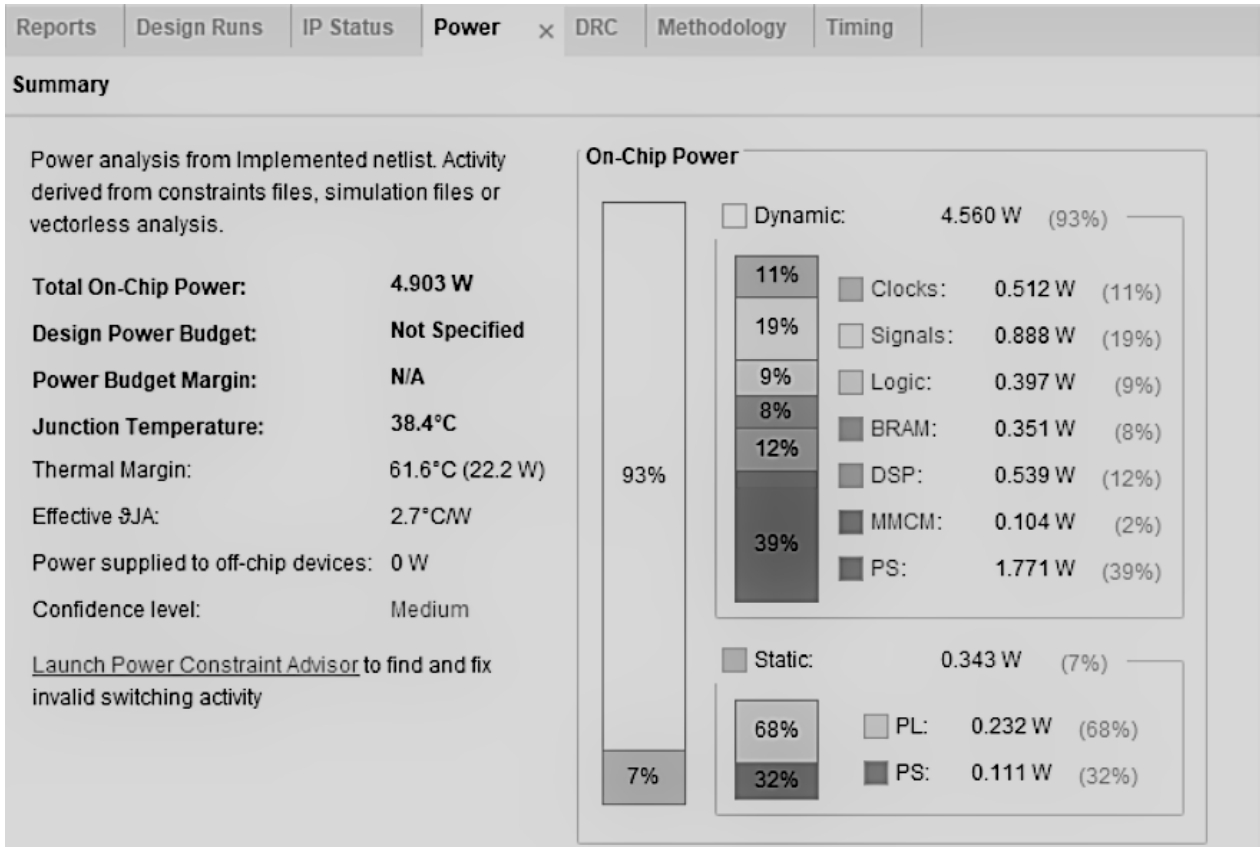 Reports Design Runs IP Status Power × DRC Methodology Timing
Summary
Power analysis from Implemented netlist. Activity
derived from constraints files, simulation files or
vectorless analysis.
Total On-Chip Power: 4.903 W
Design Power Budget: Not Specified
Power Budget Margin: N/A
Junction Temperature: 38.4°C
Thermal Margin: 61.6°C (22.2 W)
Effective ϑJA: 2.7°C/W
Power supplied to off-chip devices: 0 W
Confidence level: Medium
Launch Power Constraint Advisor to find and fix
invalid switching activity
On-Chip Power
93%
7%
Dynamic: 4.560 W (93%)
11%
19%
9%
8%
12%
39%
Clocks: 0.512 W (11%)
Signals: 0.888 W (19%)
Logic: 0.397 W (9%)
BRAM: 0.351 W (8%)
DSP: 0.539 W (12%)
MMCM: 0.104 W (2%)
PS: 1.771 W (39%)
Static: 0.343 W (7%)
68%
32%
PL: 0.232 W (68%)
PS: 0.111 W (32%)